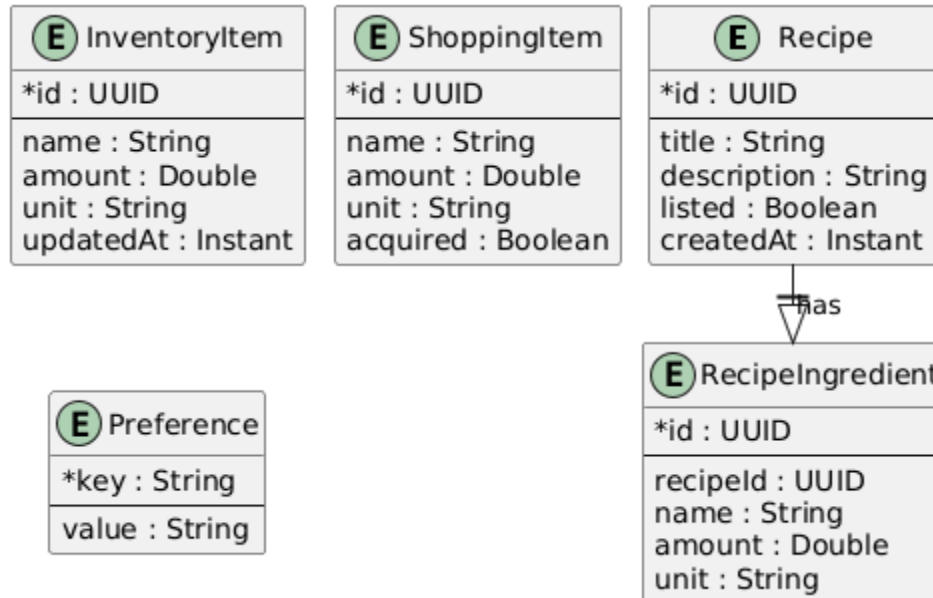 E InventoryItem
*id : UUID
name : String
amount : Double
unit : String
updatedAt : Instant
E ShoppingItem
*id : UUID
name : String
amount : Double
unit : String
acquired : Boolean
E Recipe
*id : UUID
title : String
description : String
listed : Boolean
createdAt : Instant
has
E Preference
*key : String
value : String
E RecipeIngredient
*id : UUID
recipeId : UUID
name : String
amount : Double
unit : String